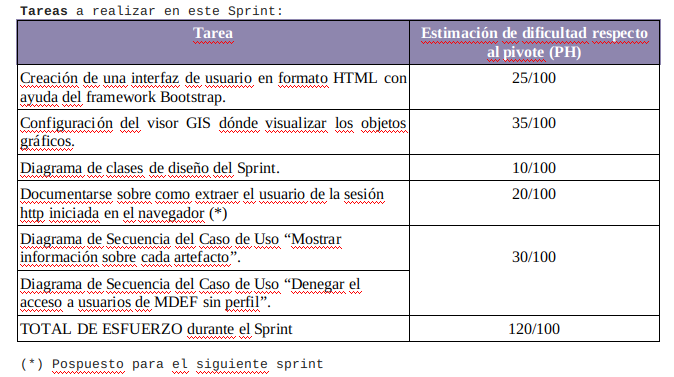 Tareas a realizar en este Sprint:
Tarea
Estimación de dificultad respecto
al pivote (PH)
Creación de una interfaz de usuario en formato HTML con
ayuda del framework Bootstrap.
25/100
Configuración del visor GIS dónde visualizar los objetos
gráficos.
35/100
Diagrama de clases de diseño del Sprint.
10/100
Documentarse sobre como extraer el usuario de la sesión
http iniciada en el navegador (*)
20/100
Diagrama de Secuencia del Caso de Uso “Mostrar
información sobre cada artefacto”.
30/100
Diagrama de Secuencia del Caso de Uso “Denegar el
acceso a usuarios de MDEF sin perfil”.
TOTAL DE ESFUERZO durante el Sprint
120/100
(*) Pospuesto para el siguiente sprint